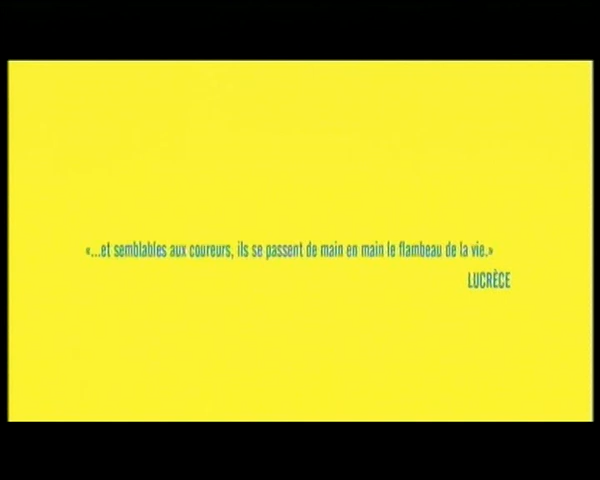 «...et semblables aux coureurs, ils se passent de main en main le flambeau de la vie.»
LUCRÈCE